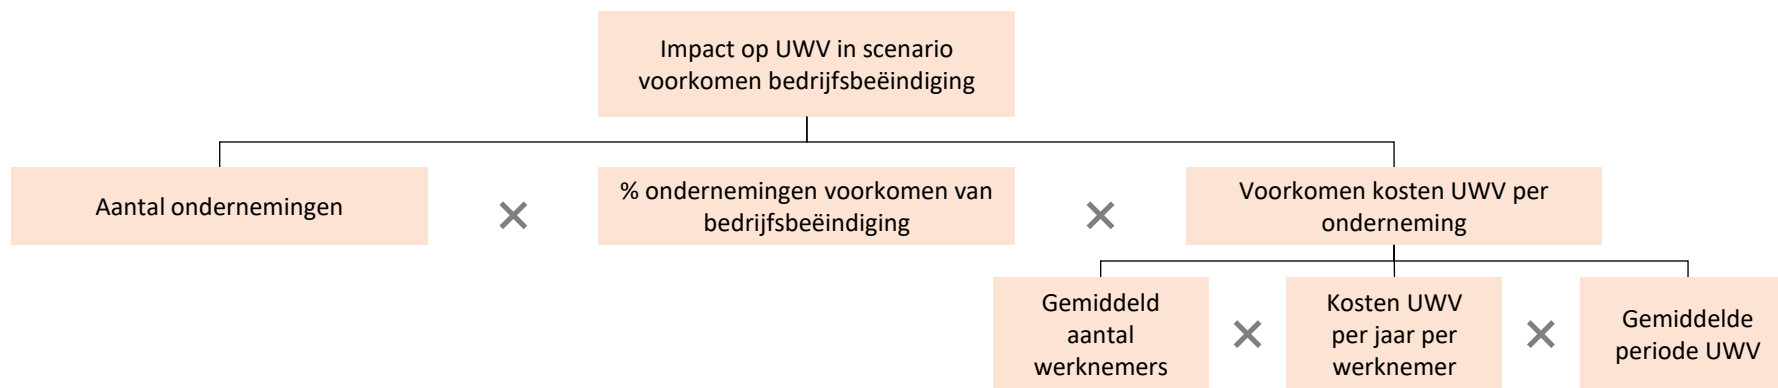 Impact op UWV in scenario
voorkomen bedrijfsbeëindiging
Aantal ondernemingen
% ondernemingen voorkomen van
bedrijfsbeëindiging
Voorkomen kosten UWV per
onderneming
Gemiddeld
aantal
werknemers
Kosten UWV
per jaar per
werknemer
Gemiddelde
periode UWV